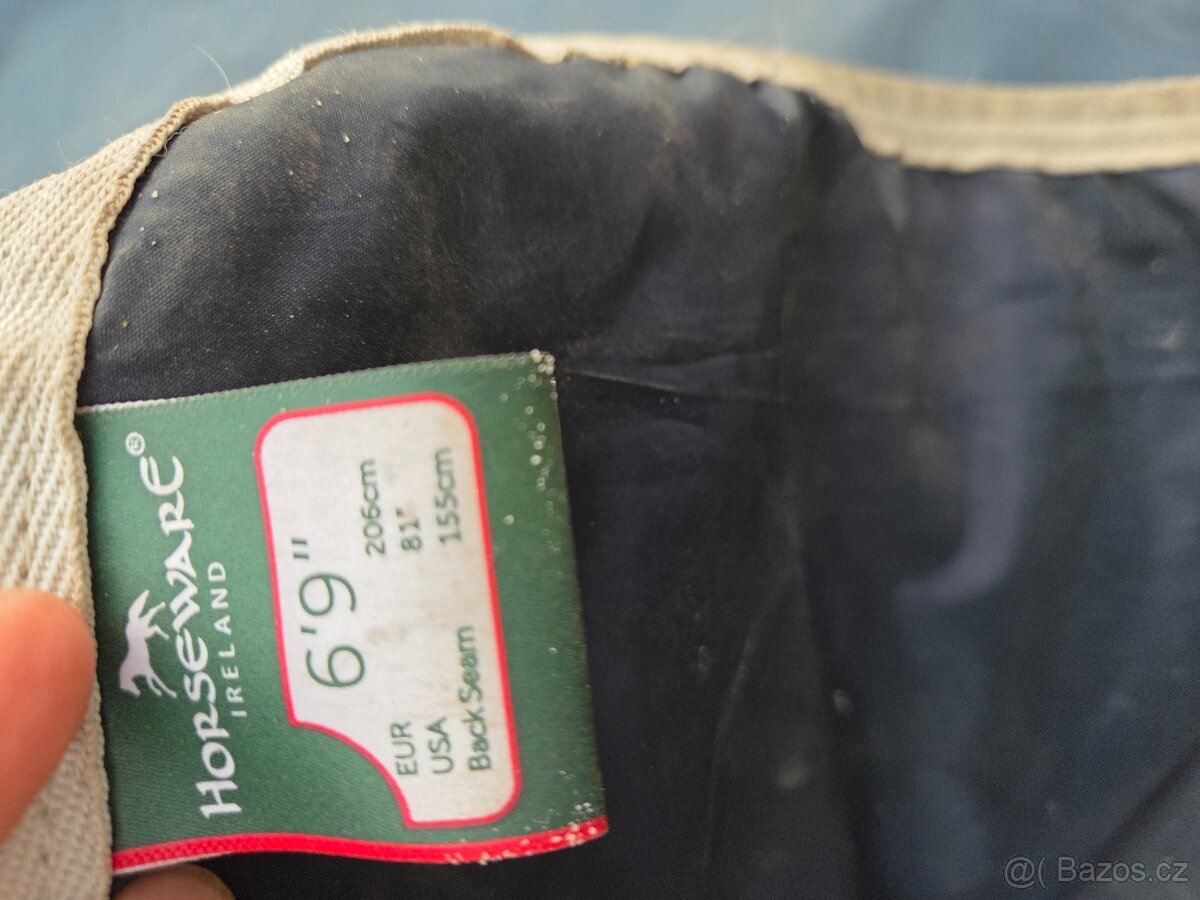 HORSEWARE®
IRELAND
6'9"
EUR 206cm
USA 81"
Back Seam 155cm
@( Bazos.cz